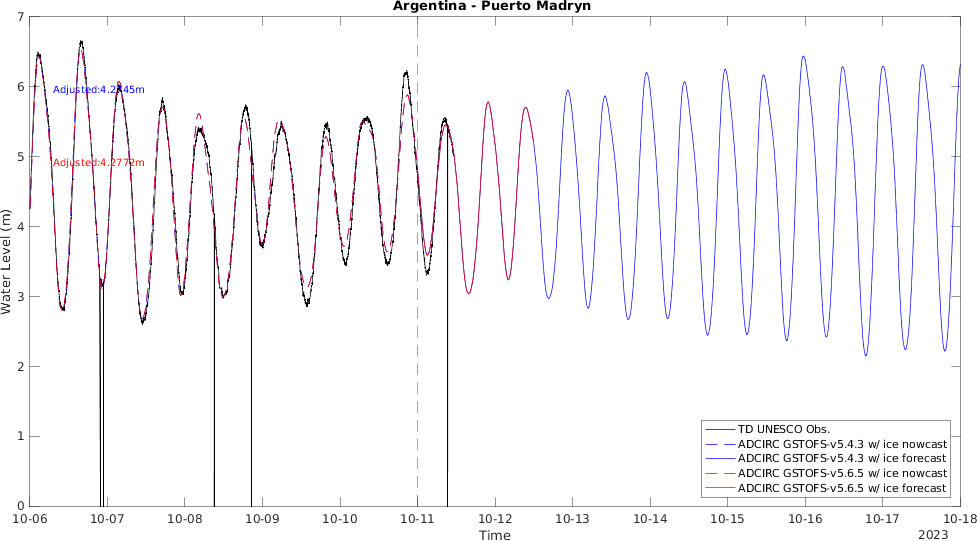 Argentina - Puerto Madryn
7
6
5
4
3
2
1
0
Water Level (m)
Adjusted:4.2772m
10-06
10-07
10-08
10-09
10-10
10-11
10-12
10-13
10-14
10-15
10-16
10-17
10-18
Time
2023
TD UNESCO Obs.
ADCIRC GSTOFS-v5.4.3 w/ ice nowcast
ADCIRC GSTOFS-v5.4.3 w/ ice forecast
ADCIRC GSTOFS-v5.6.5 w/ ice nowcast
ADCIRC GSTOFS-v5.6.5 w/ ice forecast